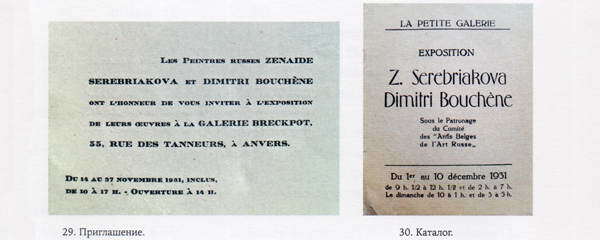 Les Peintres russes ZENAIDE
SEREBRIAKOVA et DIMITRI BOUCHÈNE
ont l'honneur de vous inviter à l'exposition
de leurs œuvres à la GALERIE BRECKPOT,
55, rue des Tanneurs, à Anvers.
Du 14 au 27 novembre 1931, inclus,
de 10 à 17 h. - Ouverture à 14 h.
29. Приглашение.
LA PETITE GALERIE
EXPOSITION
Z. Serebriakova
Dimitri Bouchène
Sous le Patronage
du Comité
des "Amis Belges
de l'Art Russe„
Du 1er au 10 décembre 1931
de 9 h. 1/2 à 12 h. 1/2 et de 2 h. à 7 h.
Le dimanche de 10 à 1 h. et de 3 à 5 h.
30. Каталог.